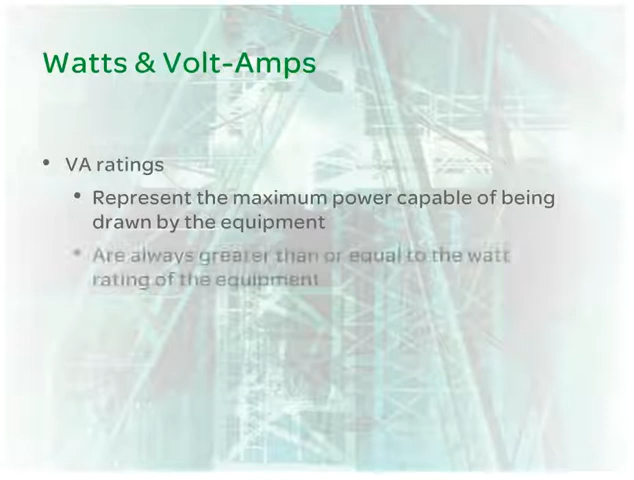 Watts & Volt-Amps
• VA ratings
• Represent the maximum power capable of being
drawn by the equipment
• Are always greater than or equal to the watt
rating of the equipment